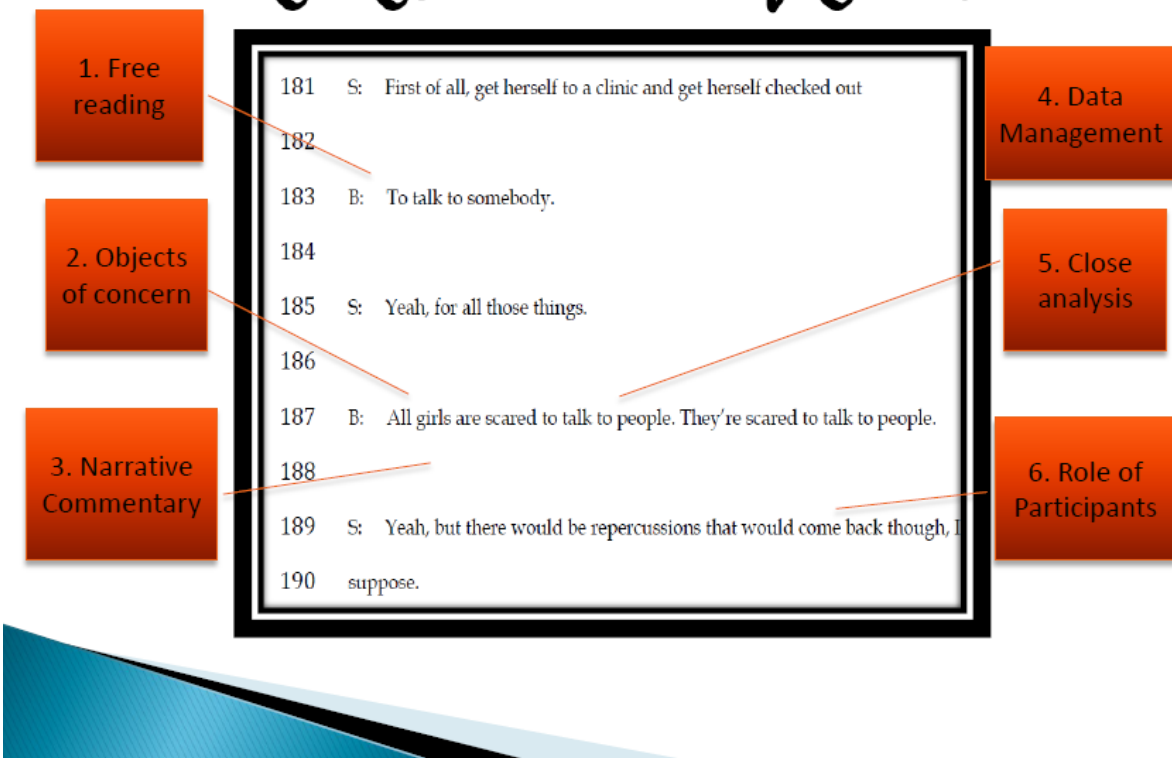 1. Free
reading
2. Objects
of concern
3. Narrative
Commentary
181 S: First of all, get herself to a clinic and get herself checked out
182
183 B: To talk to somebody.
184
185 S: Yeah, for all those things.
186
187 B: All girls are scared to talk to people. They're scared to talk to people.
188
189 S: Yeah, but there would be repercussions that would come back though, I
190 suppose.
4. Data
Management
5. Close
analysis
6. Role of
Participants